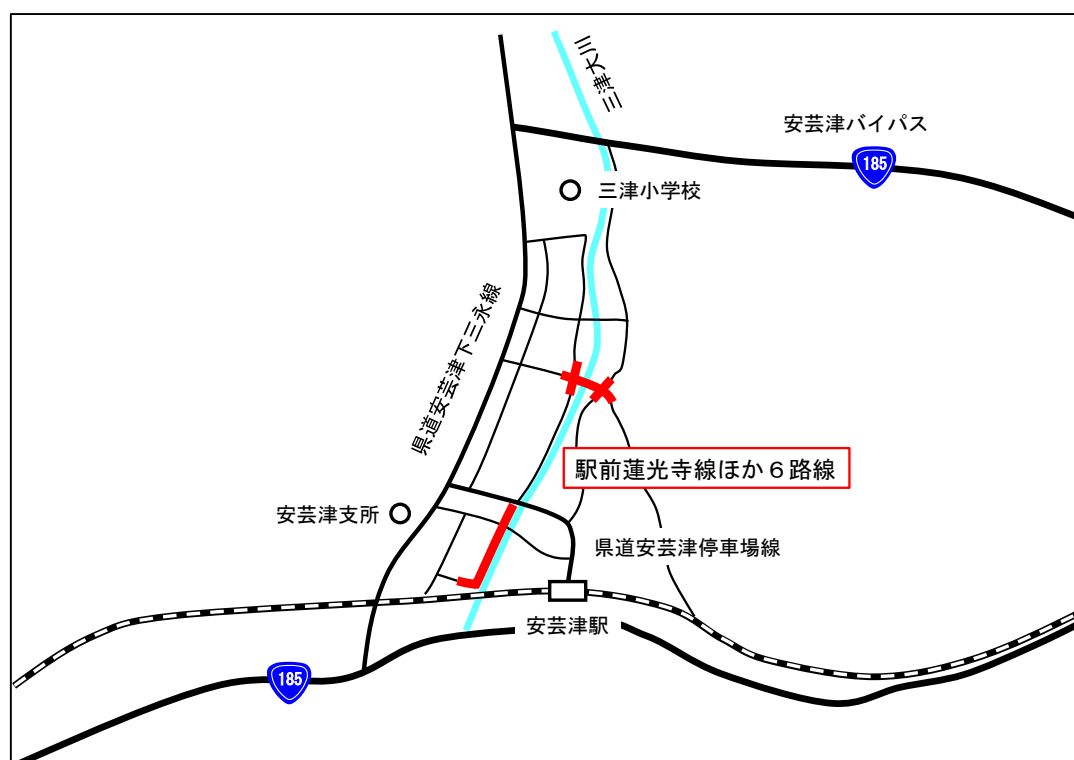 三津大川
安芸津バイパス
185
三津小学校
県道安芸津下三永線
駅前蓮光寺線ほか６路線
安芸津支所
県道安芸津停車場線
安芸津駅
185